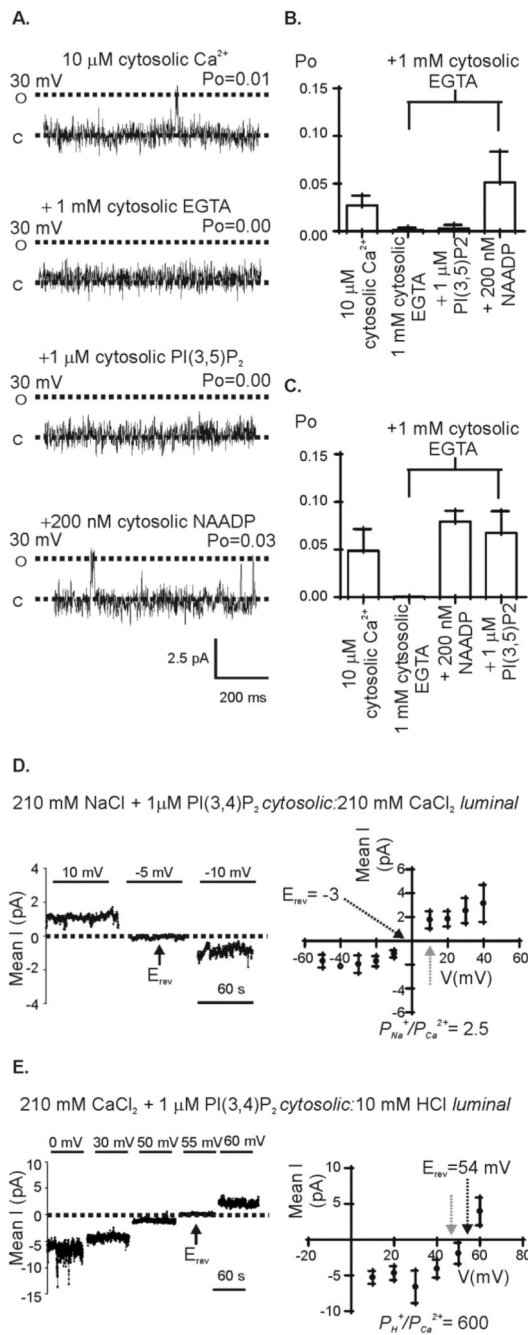 A.
10 µM cytosolic Ca²⁺
30 mV Po=0.01
O
C
+ 1 mM cytosolic EGTA
30 mV Po=0.00
O
C
+1 µM cytosolic PI(3,5)P₂
30 mV Po=0.00
O
C
+200 nM cytosolic NAADP
30 mV Po=0.03
O
C
2.5 pA
200 ms
B.
Po
+1 mM cytosolic
EGTA
0.15
0.10
0.05
0.00
10 µM
cytosolic Ca²⁺
1 mM cytosolic
EGTA
+ 1 µM
PI(3,5)P2
+ 200 nM
NAADP
C.
Po
+1 mM cytosolic
EGTA
0.15
0.10
0.05
0.00
10 µM
cytosolic Ca²⁺
1 mM cytsosolic
EGTA
+ 200 nM
NAADP
+ 1 µM
PI(3,5)P2
D.
210 mM NaCl + 1µM PI(3,4)P₂ cytosolic:210 mM CaCl₂ luminal
10 mV -5 mV -10 mV
Mean I (pA)
4
2
0
-2
-4
Eᵣₑᵥ
60 s
Mean I
(pA)
6
4
2
0
-2
-4
-6
-60 -40 -20 0 20 40 60
Eᵣₑᵥ= -3
V(mV)
P_Na⁺/P_Ca²⁺= 2.5
E.
210 mM CaCl₂ + 1 µM PI(3,4)P₂ cytosolic:10 mM HCl luminal
0 mV 30 mV 50 mV 55 mV 60 mV
Mean I (pA)
10
5
0
-5
-10
-15
Eᵣₑᵥ
60 s
Mean I
(pA)
10
5
0
-5
-10
-20 0 20 40 60 80
Eᵣₑᵥ=54 mV
V(mV)
P_H⁺/P_Ca²⁺= 600